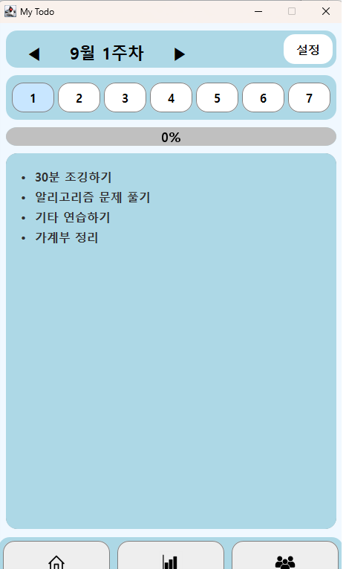 My Todo
◀ 9월 1주차 ▶ 설정
1 2 3 4 5 6 7
0%
• 30분 조깅하기
• 알고리즘 문제 풀기
• 기타 연습하기
• 가계부 정리